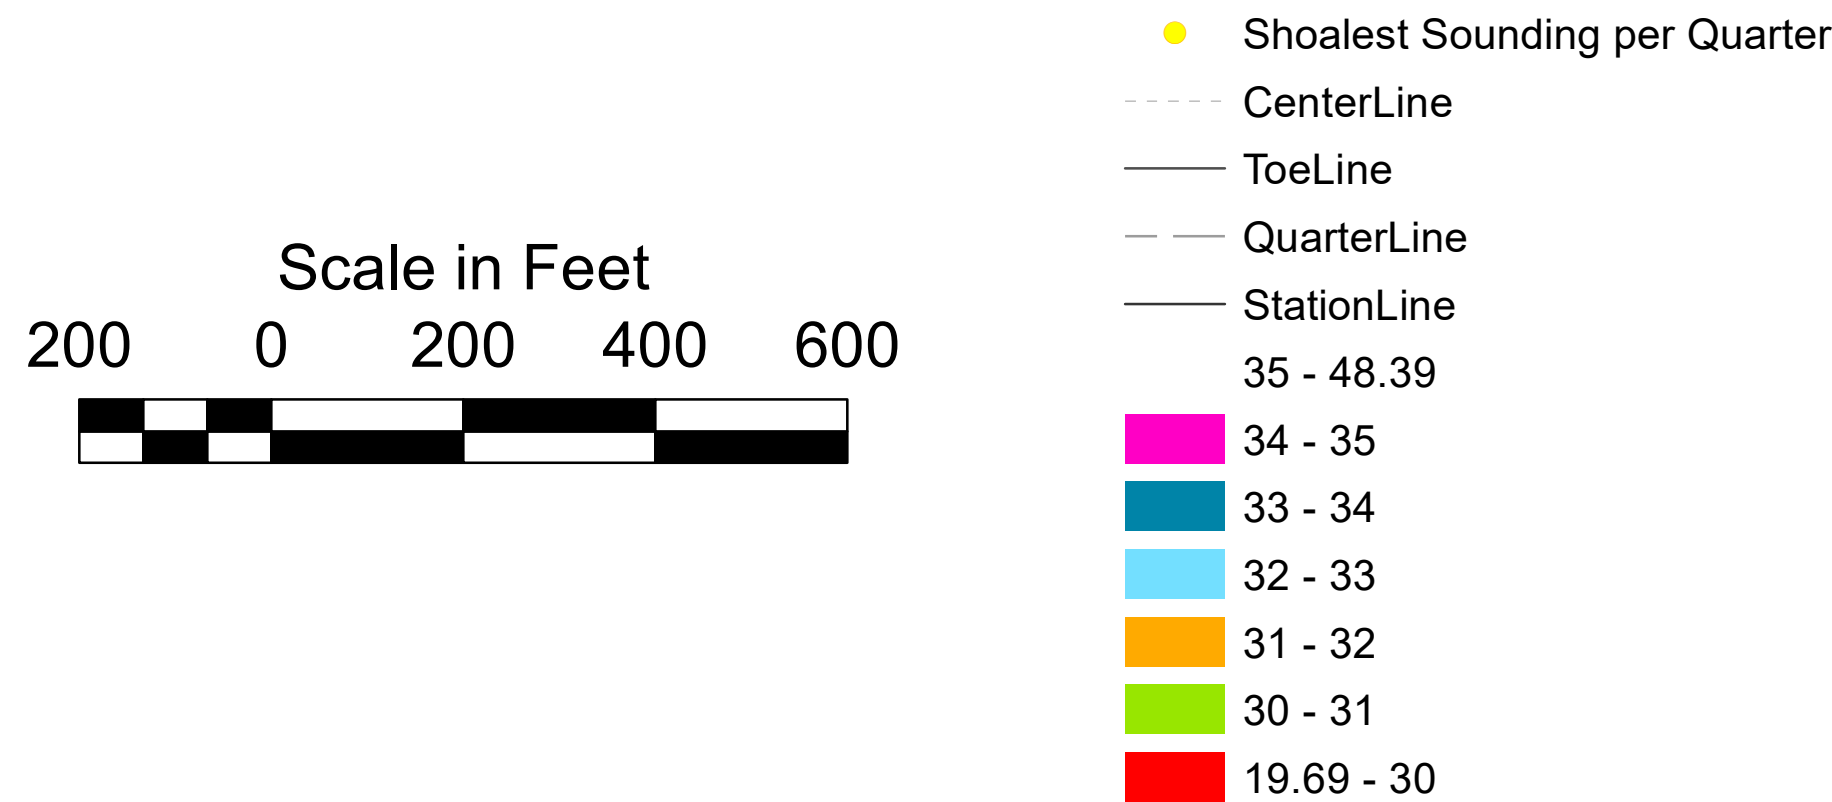 Scale in Feet
200 0 200 400 600
Shoalest Sounding per Quarter
CenterLine
ToeLine
QuarterLine
StationLine
35 - 48.39
34 - 35
33 - 34
32 - 33
31 - 32
30 - 31
19.69 - 30